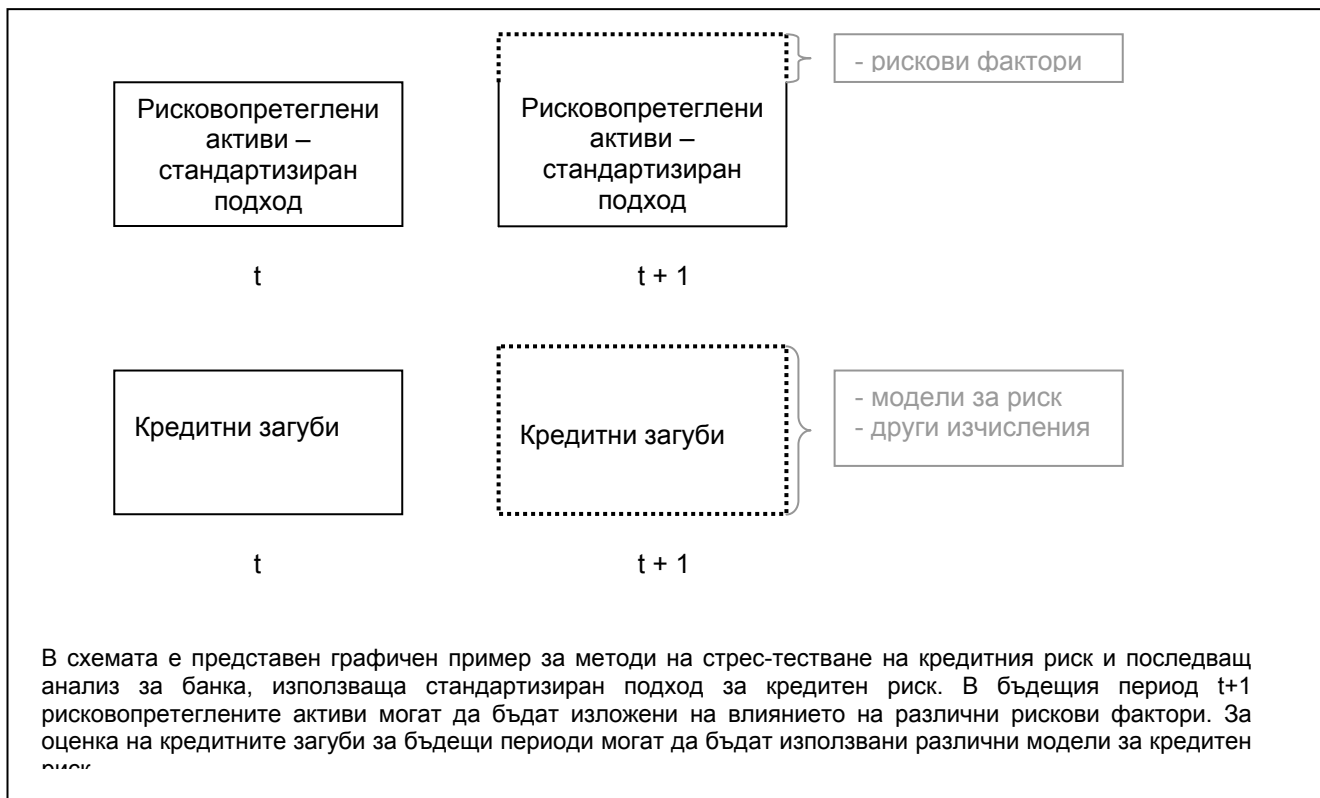 - рискови фактори
Рисковопретеглени
активи –
стандартизиран
подход
Рисковопретеглени
активи –
стандартизиран
подход
t
t + 1
Кредитни загуби
Кредитни загуби
- модели за риск
- други изчисления
t
t + 1
В схемата е представен графичен пример за методи на стрес-тестване на кредитния риск и последващ
анализ за банка, използваща стандартизиран подход за кредитен риск. В бъдещия период t+1
рисковопретеглените активи могат да бъдат изложени на влиянието на различни рискови фактори. За
оценка на кредитните загуби за бъдещи периоди могат да бъдат използвани различни модели за кредитен
риск